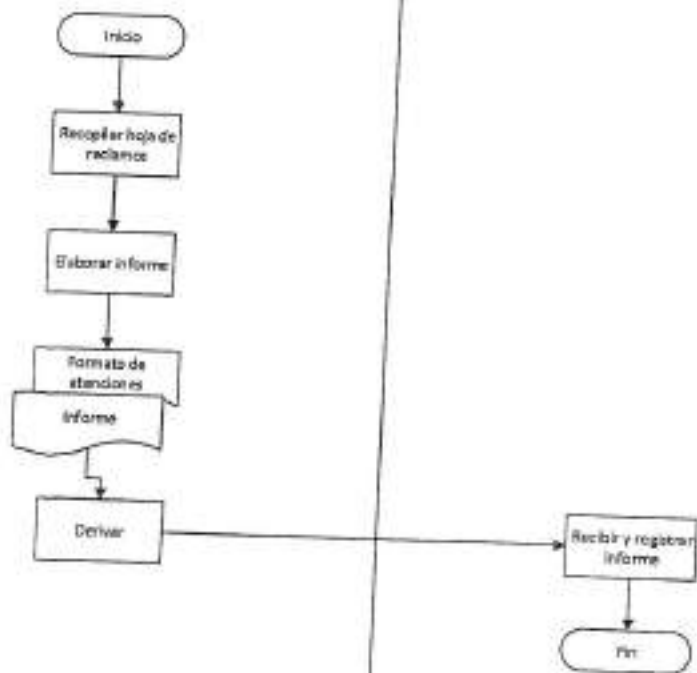 Inicio
Recopilar hoja de
reclamos
Elaborar informe
Formato de
atenciones
Informe
Derivar
Recibir y registrar
informe
Fin